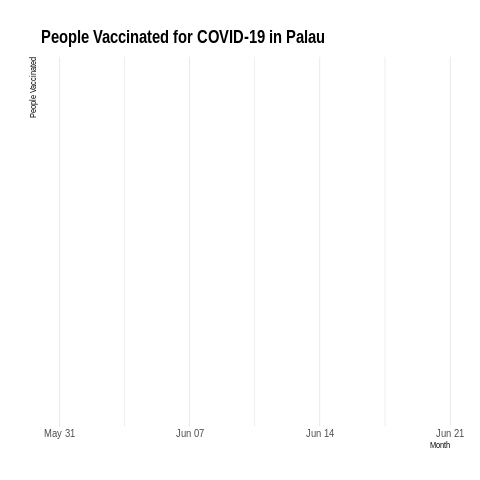 People Vaccinated for COVID-19 in Palau
People Vaccinated
May 31
Jun 07
Jun 14
Jun 21
Month